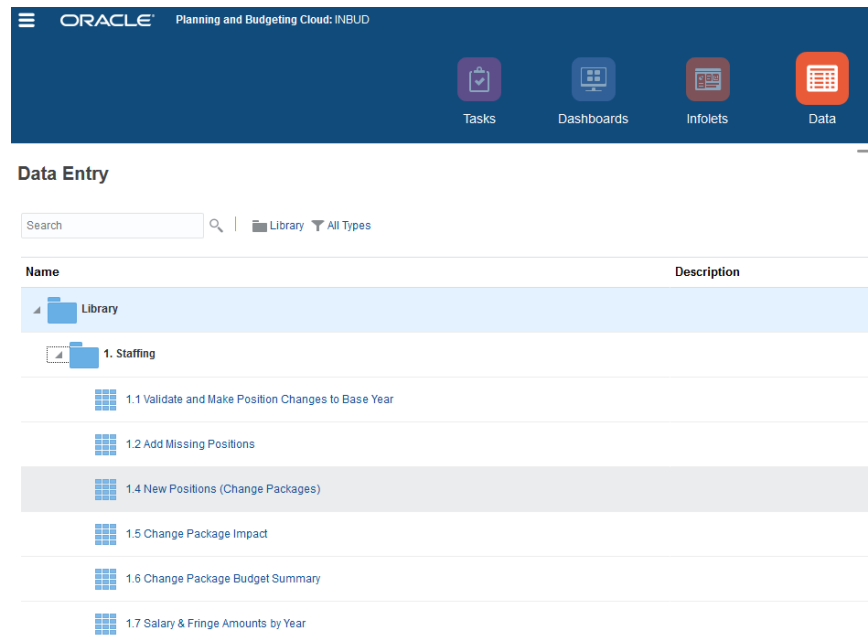 ORACLE® Planning and Budgeting Cloud: INBUD
Tasks Dashboards Infolets Data
Data Entry
Search Library All Types
Name Description
Library
1. Staffing
1.1 Validate and Make Position Changes to Base Year
1.2 Add Missing Positions
1.4 New Positions (Change Packages)
1.5 Change Package Impact
1.6 Change Package Budget Summary
1.7 Salary & Fringe Amounts by Year